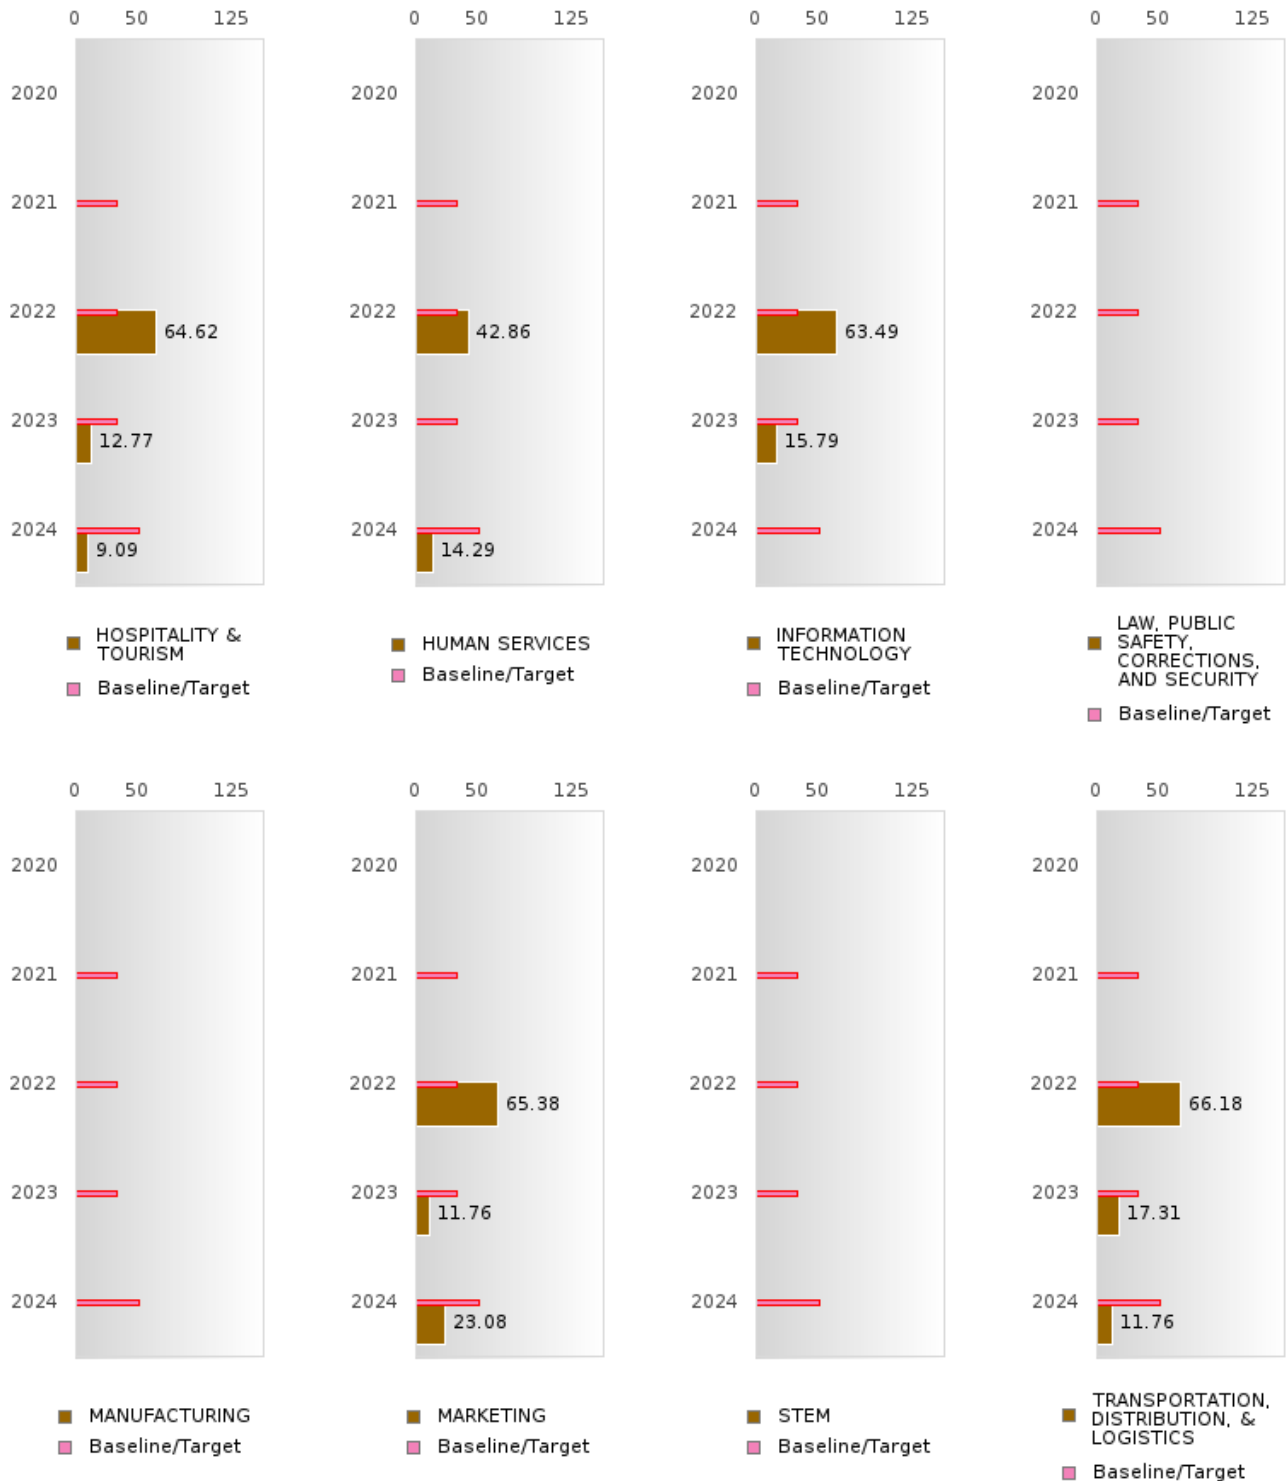 0 50 125
2020
2021
2022
64.62
2023
12.77
2024
9.09
HOSPITALITY &
TOURISM
Baseline/Target
0 50 125
2020
2021
2022
42.86
2023
2024
14.29
HUMAN SERVICES
Baseline/Target
0 50 125
2020
2021
2022
63.49
2023
15.79
2024
INFORMATION
TECHNOLOGY
Baseline/Target
0 50 125
2020
2021
2022
2023
2024
LAW, PUBLIC
SAFETY,
CORRECTIONS,
AND SECURITY
Baseline/Target
0 50 125
2020
2021
2022
2023
2024
MANUFACTURING
Baseline/Target
0 50 125
2020
2021
2022
65.38
2023
11.76
2024
23.08
MARKETING
Baseline/Target
0 50 125
2020
2021
2022
2023
2024
STEM
Baseline/Target
0 50 125
2020
2021
2022
66.18
2023
17.31
2024
11.76
TRANSPORTATION,
DISTRIBUTION, &
LOGISTICS
Baseline/Target